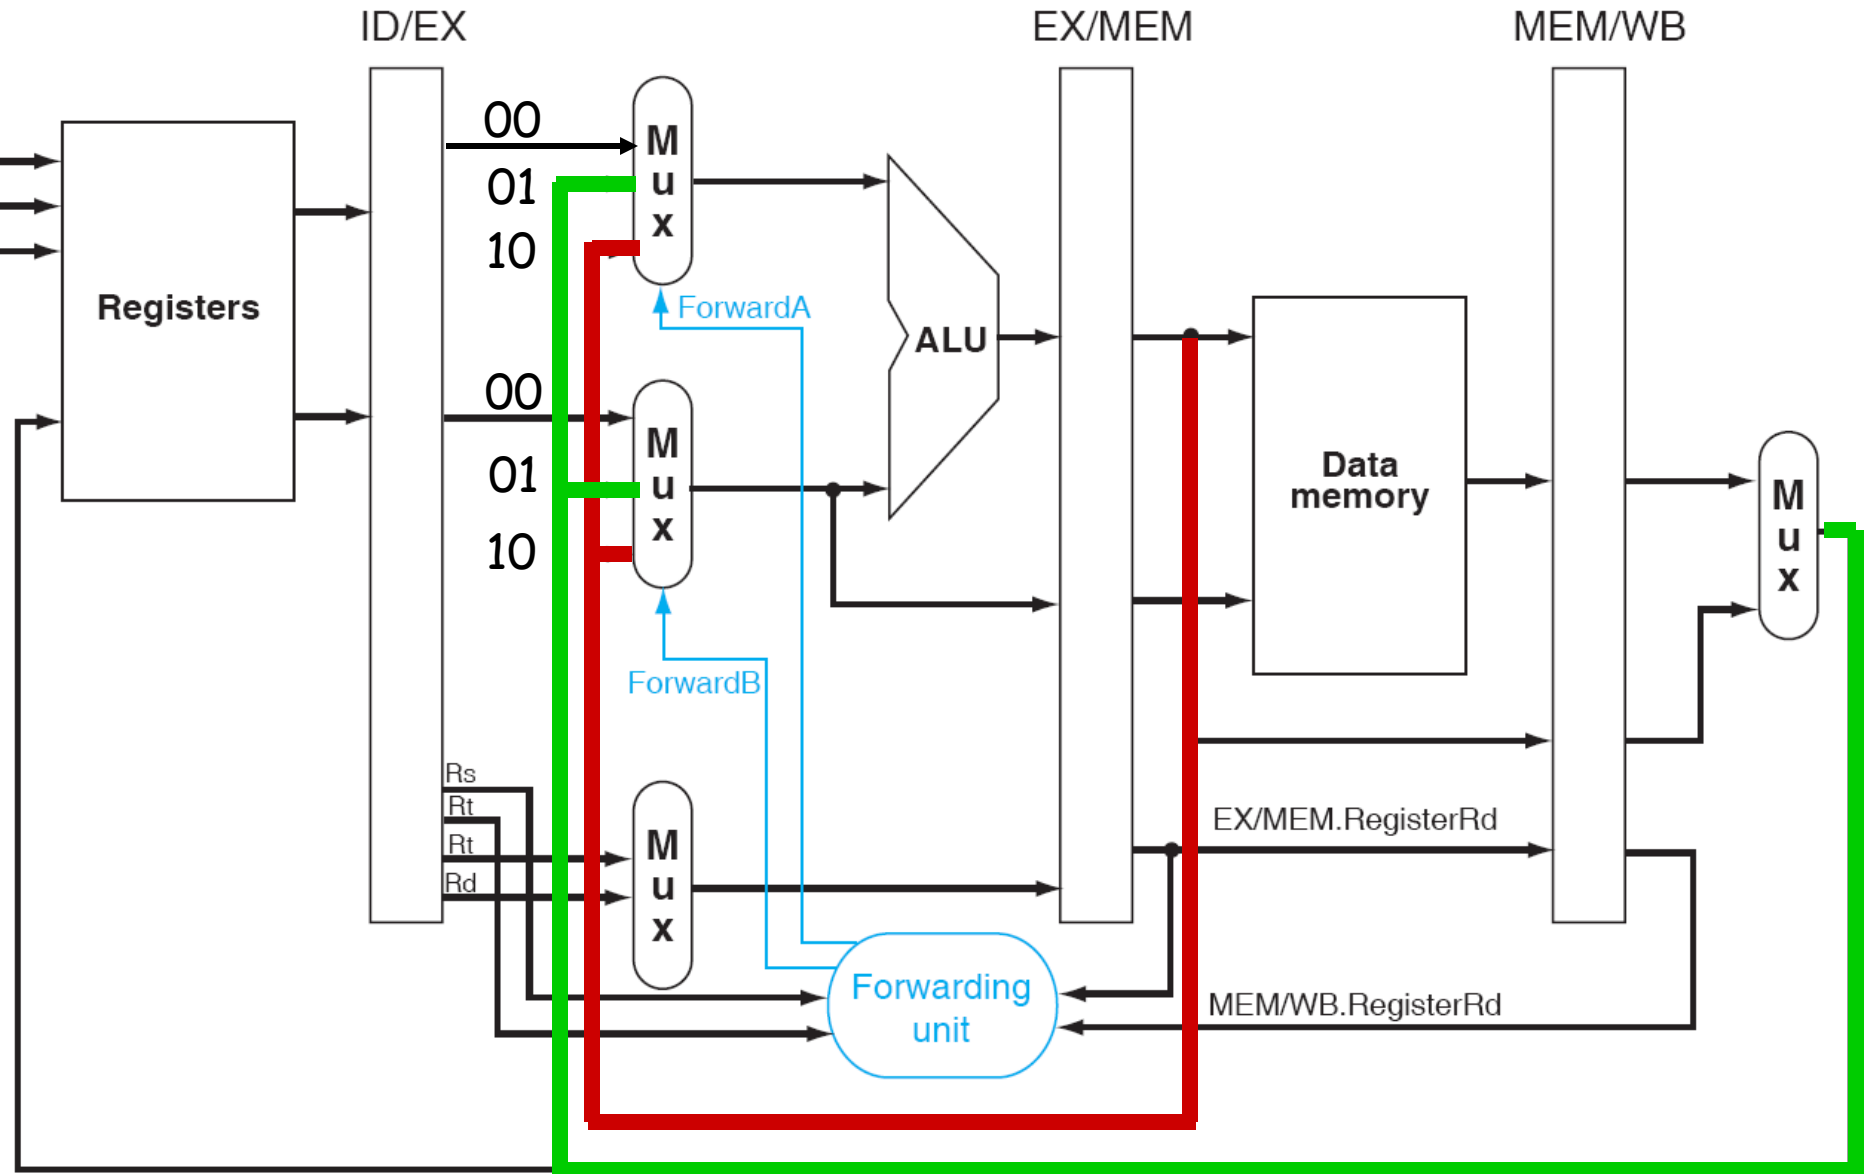 ID/EX
EX/MEM
MEM/WB
00
01
10
M
u
x
Registers
ForwardA
ALU
00
01
10
M
u
x
Data
memory
M
u
x
ForwardB
Rs
Rt
Rt
Rd
M
u
x
EX/MEM.RegisterRd
Forwarding
unit
MEM/WB.RegisterRd